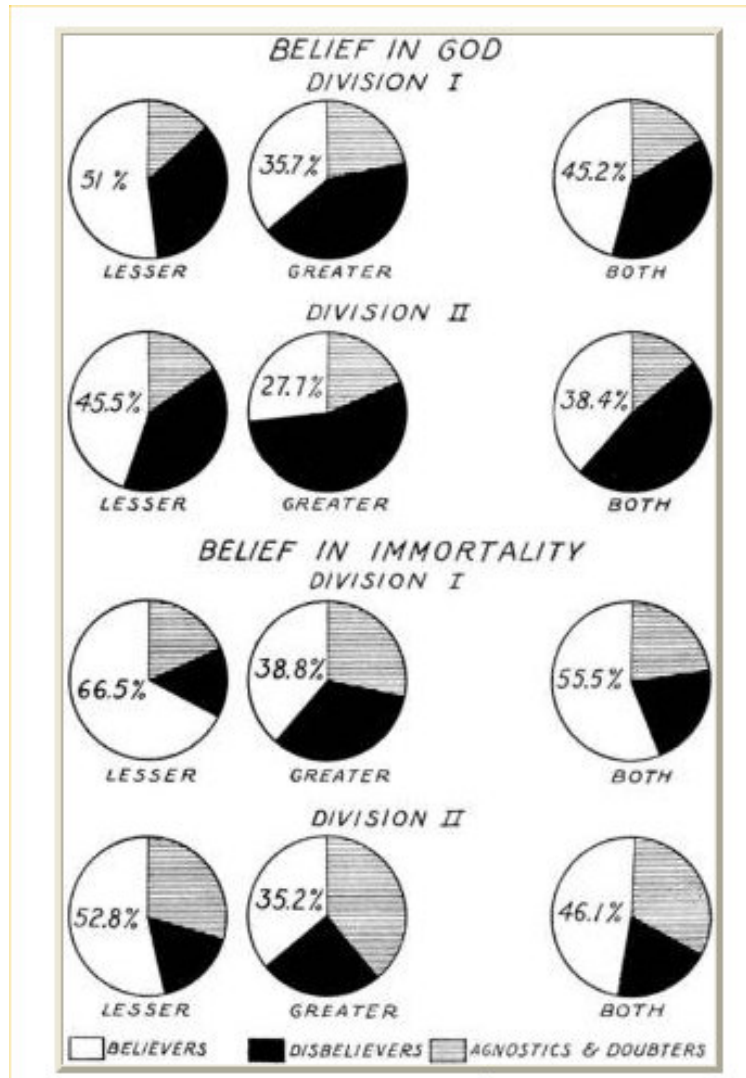 BELIEF IN GOD
DIVISION I
51 % 35.7% 45.2%
LESSER GREATER BOTH
DIVISION II
45.5% 27.7% 38.4%
LESSER GREATER BOTH
BELIEF IN IMMORTALITY
DIVISION I
66.5% 38.8% 55.5%
LESSER GREATER BOTH
DIVISION II
52.8% 35.2% 46.1%
LESSER GREATER BOTH
BELIEVERS DISBELIEVERS AGNOSTICS & DOUBTERS